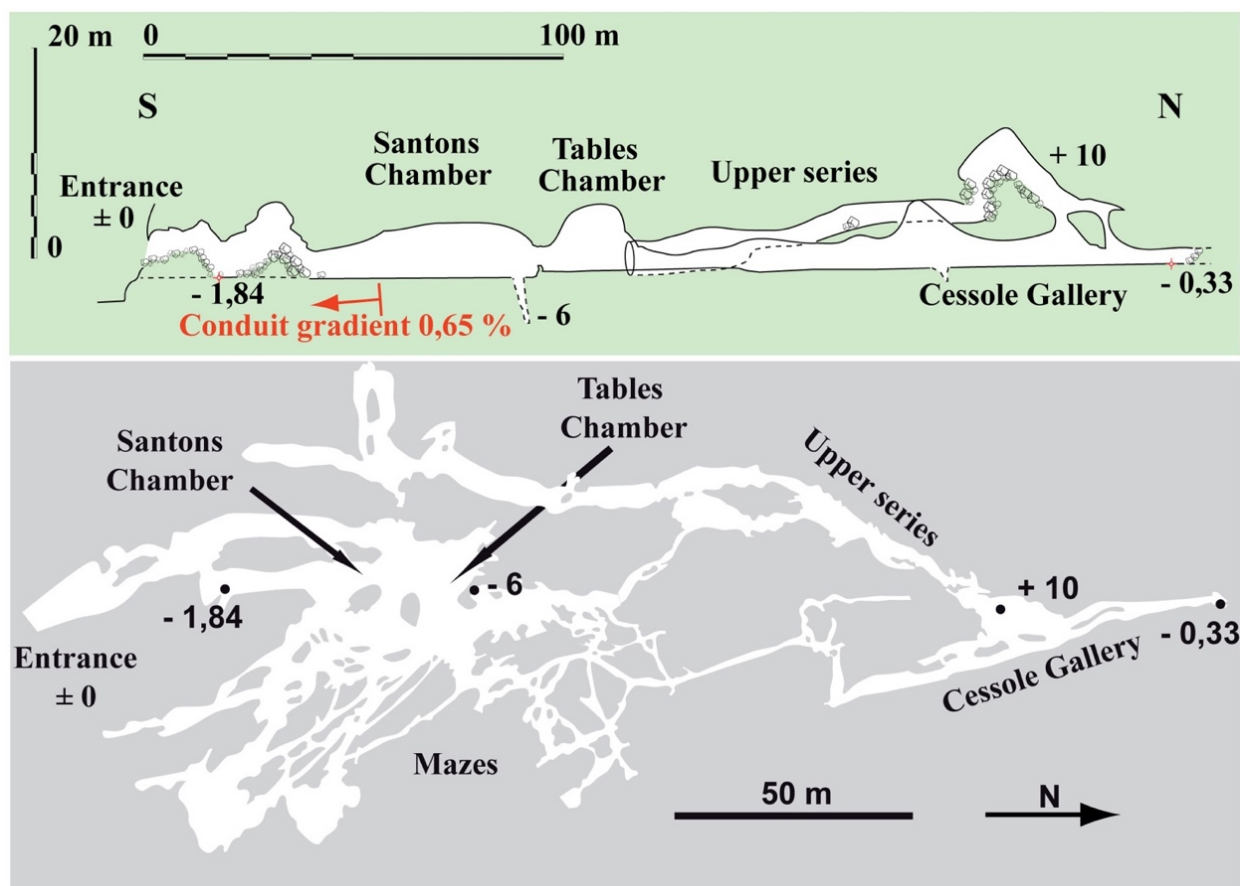 20 m
0
100 m
S
N
Santons
Chamber
Tables
Chamber
Upper series
+ 10
Entrance
± 0
0
- 1,84
- 6
Cessole Gallery
- 0,33
Conduit gradient 0,65 %
Tables
Chamber
Santons
Chamber
Upper series
- 6
+ 10
- 1,84
- 0,33
Entrance
± 0
Cessole Gallery
Mazes
50 m
N